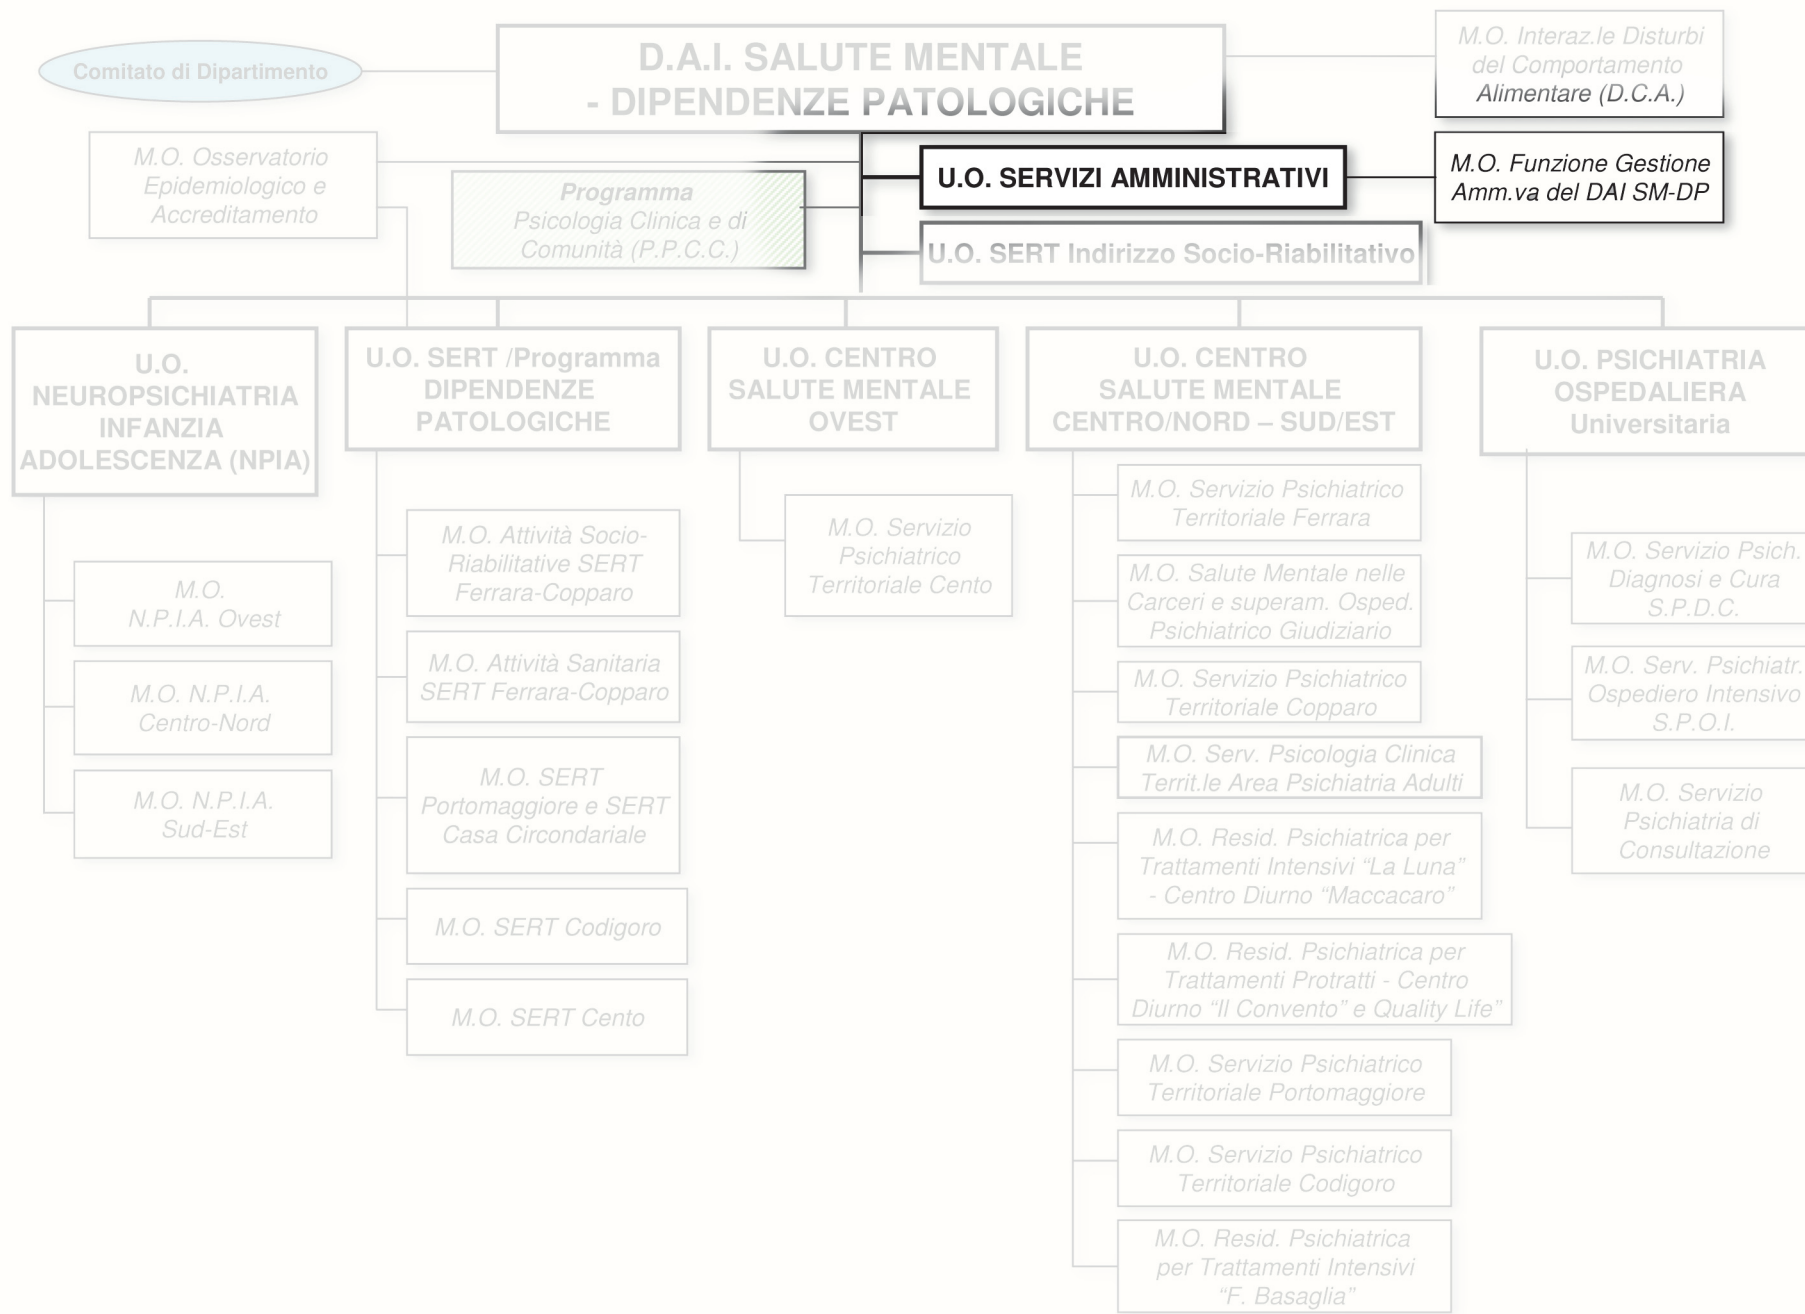 Comitato di Dipartimento
D.A.I. SALUTE MENTALE
- DIPENDENZE PATOLOGICHE
M.O. Interaz.le Disturbi
del Comportamento
Alimentare (D.C.A.)
M.O. Osservatorio
Epidemiologico e
Accreditamento
Programma
Psicologia Clinica e di
Comunità (P.P.C.C.)
U.O. SERVIZI AMMINISTRATIVI
M.O. Funzione Gestione
Amm.va del DAI SM-DP
U.O. SERT Indirizzo Socio-Riabilitativo
U.O.
NEUROPSICHIATRIA
INFANZIA
ADOLESCENZA (NPIA)
M.O.
N.P.I.A. Ovest
M.O. N.P.I.A.
Centro-Nord
M.O. N.P.I.A.
Sud-Est
U.O. SERT /Programma
DIPENDENZE
PATOLOGICHE
M.O. Attività Socio-
Riabilitative SERT
Ferrara-Copparo
M.O. Attività Sanitaria
SERT Ferrara-Copparo
M.O. SERT
Portomaggiore e SERT
Casa Circondariale
M.O. SERT Codigoro
M.O. SERT Cento
U.O. CENTRO
SALUTE MENTALE
OVEST
M.O. Servizio
Psichiatrico
Territoriale Cento
U.O. CENTRO
SALUTE MENTALE
CENTRO/NORD – SUD/EST
M.O. Servizio Psichiatrico
Territoriale Ferrara
M.O. Salute Mentale nelle
Carceri e superam. Osped.
Psichiatrico Giudiziario
M.O. Servizio Psichiatrico
Territoriale Copparo
M.O. Serv. Psicologia Clinica
Territ.le Area Psichiatria Adulti
M.O. Resid. Psichiatrica per
Trattamenti Intensivi “La Luna”
- Centro Diurno “Maccacaro”
M.O. Resid. Psichiatrica per
Trattamenti Protratti - Centro
Diurno “Il Convento” e Quality Life”
M.O. Servizio Psichiatrico
Territoriale Portomaggiore
M.O. Servizio Psichiatrico
Territoriale Codigoro
M.O. Resid. Psichiatrica
per Trattamenti Intensivi
“F. Basaglia”
U.O. PSICHIATRIA
OSPEDALIERA
Universitaria
M.O. Servizio Psich.
Diagnosi e Cura
S.P.D.C.
M.O. Serv. Psichiatr.
Ospediero Intensivo
S.P.O.I.
M.O. Servizio
Psichiatria di
Consultazione